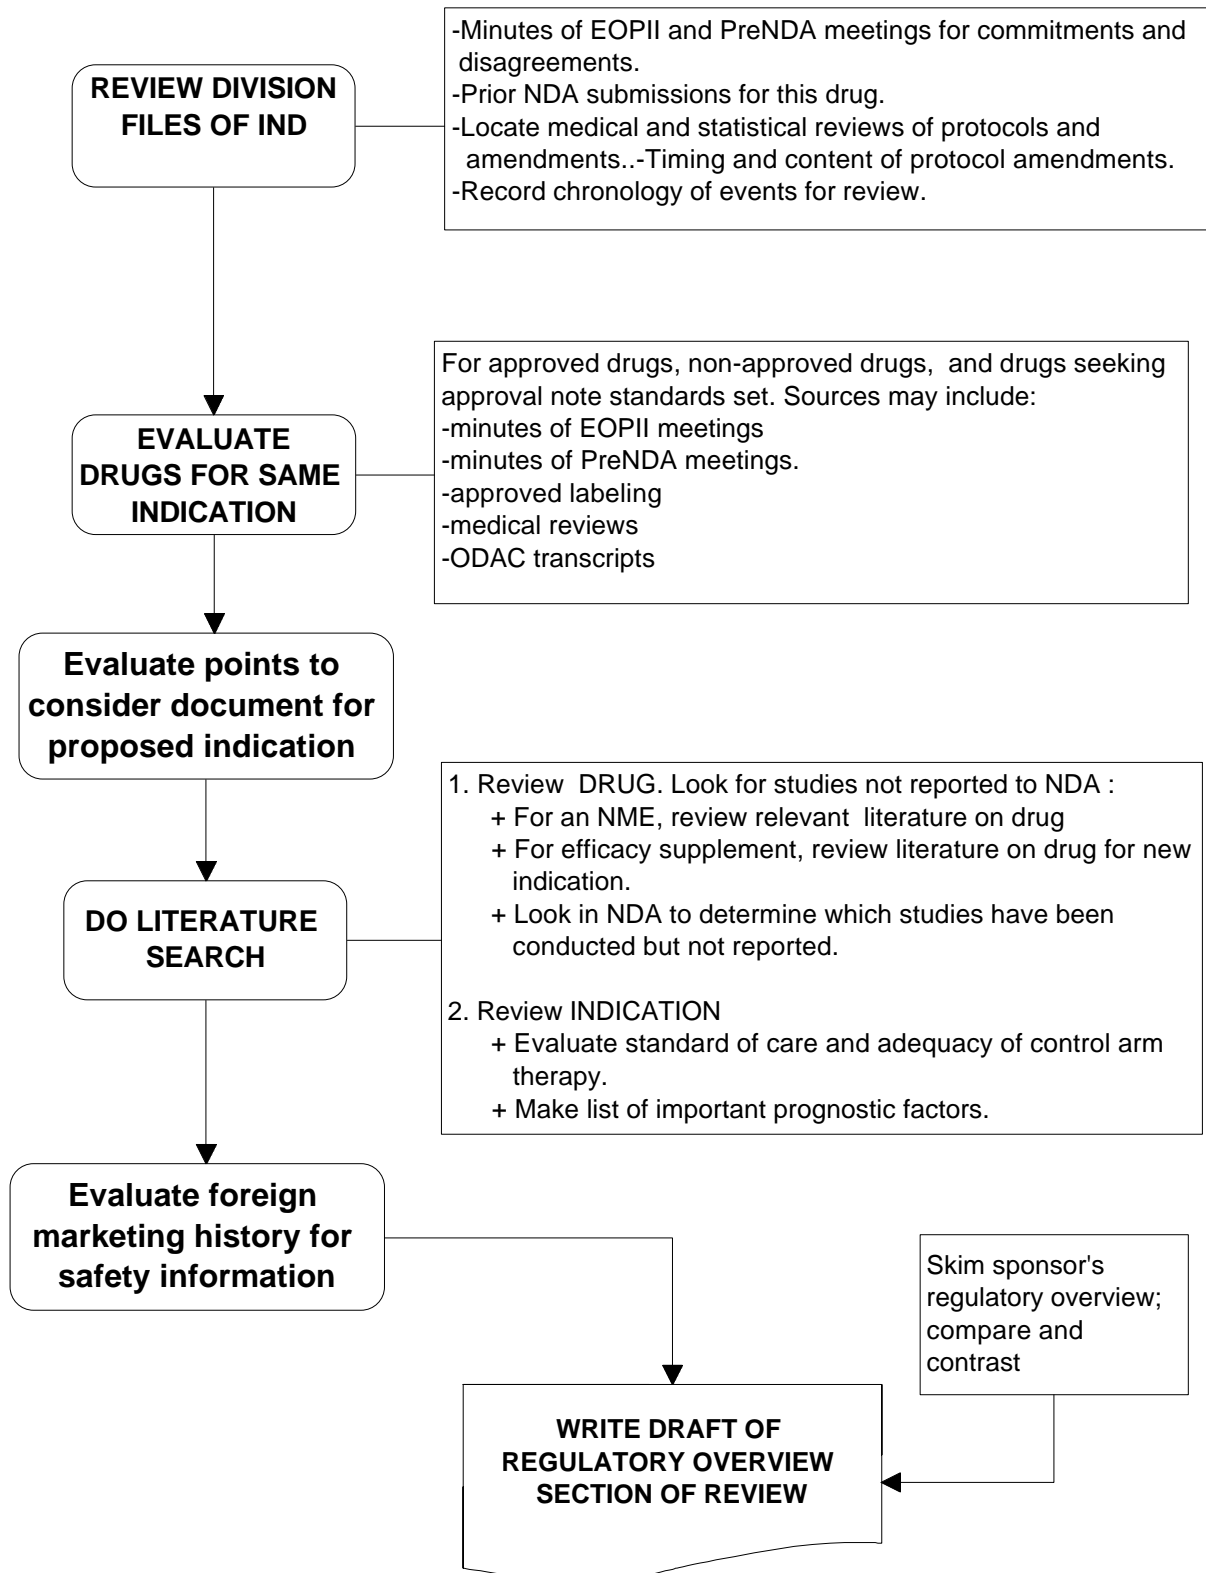 REVIEW DIVISION
FILES OF IND
-Minutes of EOPII and PreNDA meetings for commitments and
disagreements.
-Prior NDA submissions for this drug.
-Locate medical and statistical reviews of protocols and
amendments..-Timing and content of protocol amendments.
-Record chronology of events for review.
EVALUATE
DRUGS FOR SAME
INDICATION
For approved drugs, non-approved drugs, and drugs seeking
approval note standards set. Sources may include:
-minutes of EOPII meetings
-minutes of PreNDA meetings.
-approved labeling
-medical reviews
-ODAC transcripts
Evaluate points to
consider document for
proposed indication
DO LITERATURE
SEARCH
1. Review DRUG. Look for studies not reported to NDA :
+ For an NME, review relevant literature on drug
+ For efficacy supplement, review literature on drug for new
indication.
+ Look in NDA to determine which studies have been
conducted but not reported.
2. Review INDICATION
+ Evaluate standard of care and adequacy of control arm
therapy.
+ Make list of important prognostic factors.
Evaluate foreign
marketing history for
safety information
Skim sponsor's
regulatory overview;
compare and
contrast
WRITE DRAFT OF
REGULATORY OVERVIEW
SECTION OF REVIEW